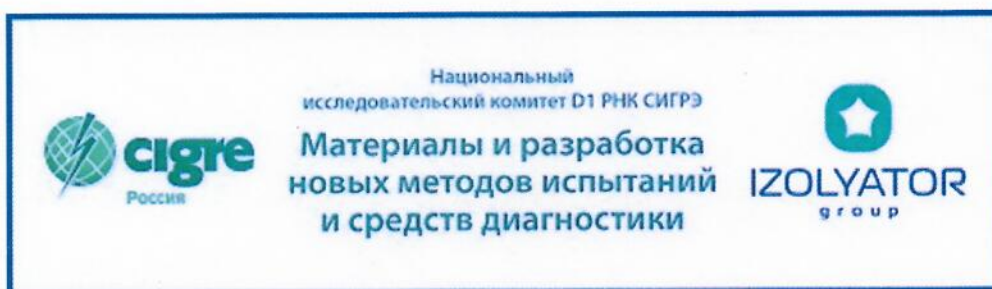 cigre
Россия
Национальный
исследовательский комитет D1 РНК СИГРЭ
Материалы и разработка
новых методов испытаний
и средств диагностики
IZOLYATOR
group